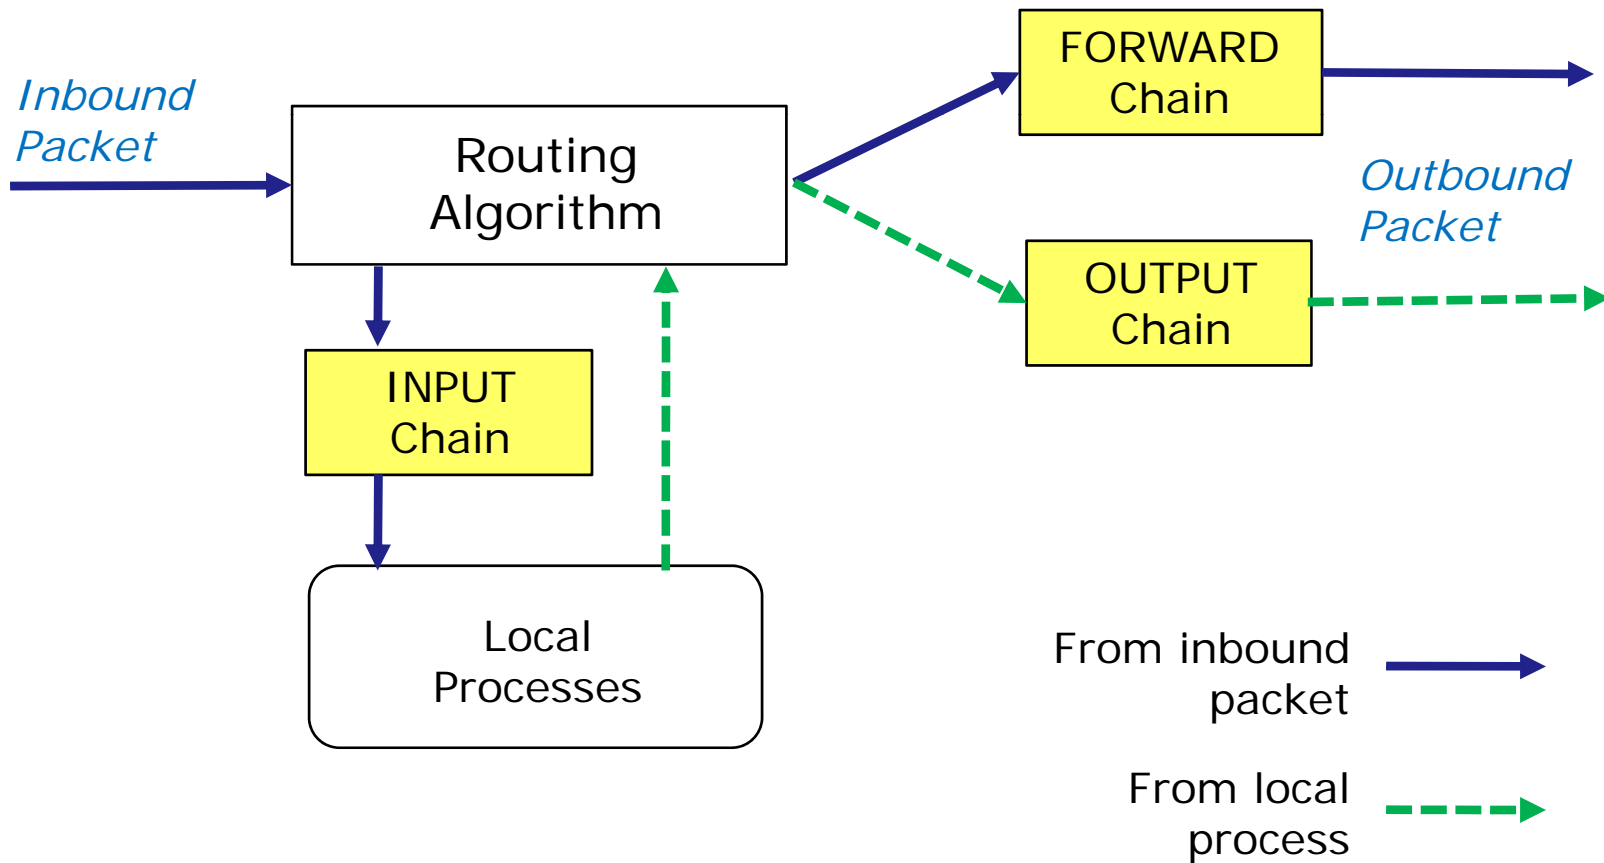 Inbound
Packet
Routing
Algorithm
FORWARD
Chain
Outbound
Packet
OUTPUT
Chain
INPUT
Chain
Local
Processes
From inbound
packet
From local
process